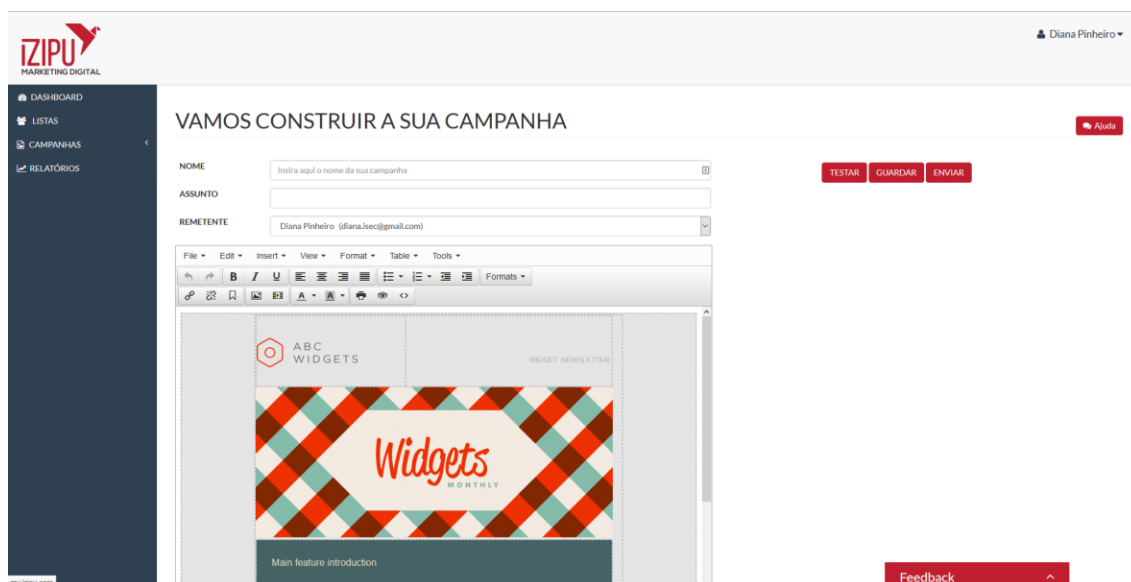 iZIPU
MARKETING DIGITAL
Diana Pinheiro
DASHBOARD
LISTAS
CAMPANHAS
RELATÓRIOS
VAMOS CONSTRUIR A SUA CAMPANHA
Ajuda
NOME
Insira aqui o nome da sua campanha
TESTAR GUARDAR ENVIAR
ASSUNTO
REMETENTE
Diana Pinheiro (diana.isec@gmail.com)
File Edit Insert View Format Table Tools
B I U Formats
A A
ABC
WIDGETS
WIDGET NEWSLETTER
Widgets
MONTHLY
Main feature introduction
Feedback